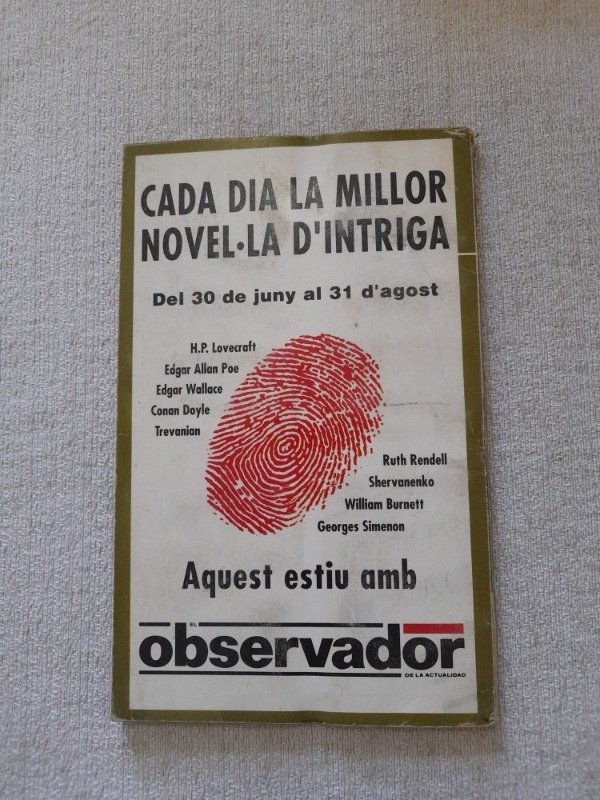 CADA DIA LA MILLOR
NOVEL·LA D'INTRIGA
Del 30 de juny al 31 d'agost
H.P. Lovecraft
Edgar Allan Poe
Edgar Wallace
Conan Doyle
Trevanian
Ruth Rendell
Shervanenko
William Burnett
Georges Simenon
Aquest estiu amb
EL
observador
DE LA ACTUALIDAD